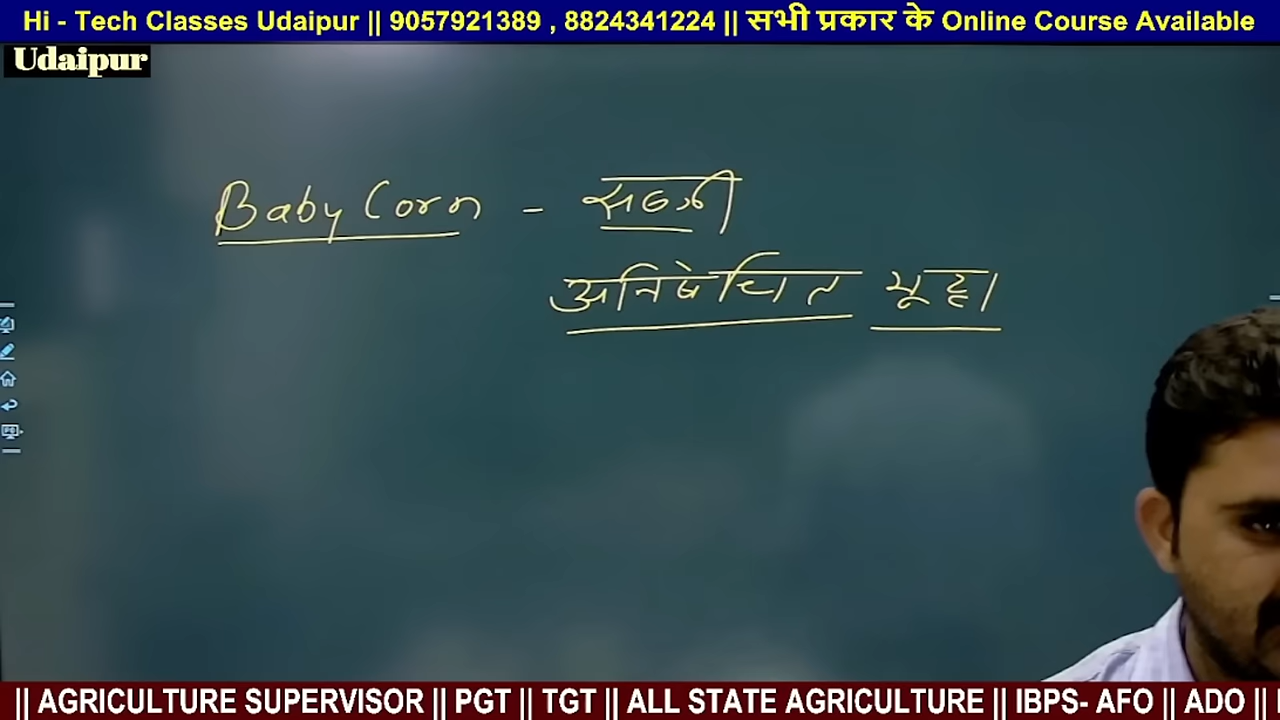 Hi - Tech Classes Udaipur || 9057921389 , 8824341224 || सभी प्रकार के Online Course Available
Udaipur
Baby Corn - सब्जी
अनिषेचित भूट्टा
|| AGRICULTURE SUPERVISOR || PGT || TGT || ALL STATE AGRICULTURE || IBPS- AFO || ADO ||